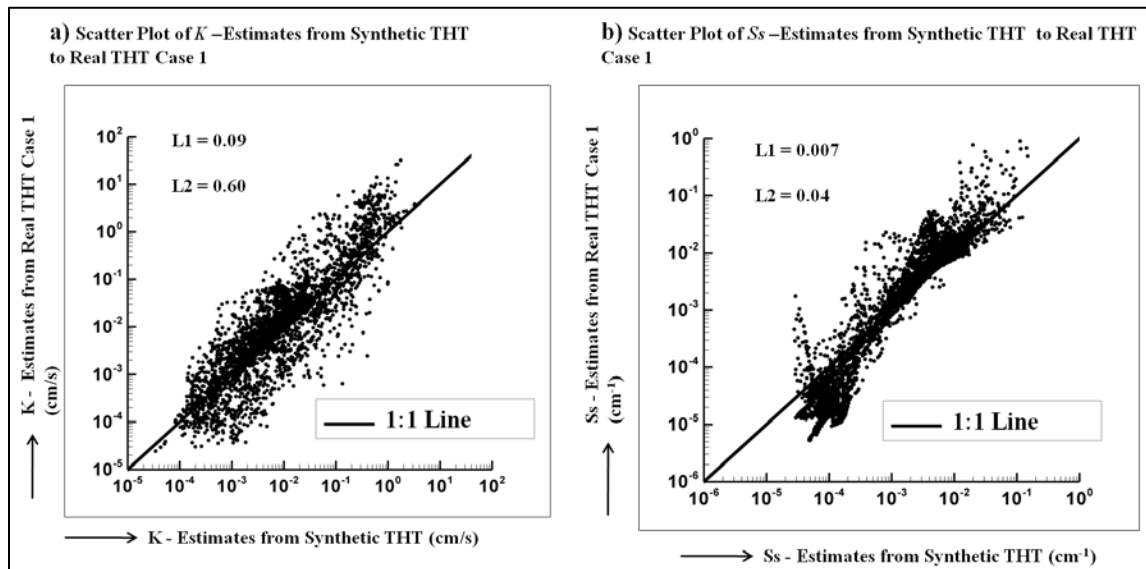 a) Scatter Plot of K –Estimates from Synthetic THT
to Real THT Case 1
K - Estimates from Real THT Case 1
(cm/s)
10^2
10^1
10^0
10^-1
10^-2
10^-3
10^-4
10^-5
L1 = 0.09
L2 = 0.60
1:1 Line
10^-5 10^-4 10^-3 10^-2 10^-1 10^0 10^1 10^2
K - Estimates from Synthetic THT (cm/s)
b) Scatter Plot of Ss –Estimates from Synthetic THT to Real THT
Case 1
Ss - Estimates from Real THT Case 1
(cm^-1)
10^0
10^-1
10^-2
10^-3
10^-4
10^-5
10^-6
L1 = 0.007
L2 = 0.04
1:1 Line
10^-6 10^-5 10^-4 10^-3 10^-2 10^-1 10^0
Ss - Estimates from Synthetic THT (cm^-1)